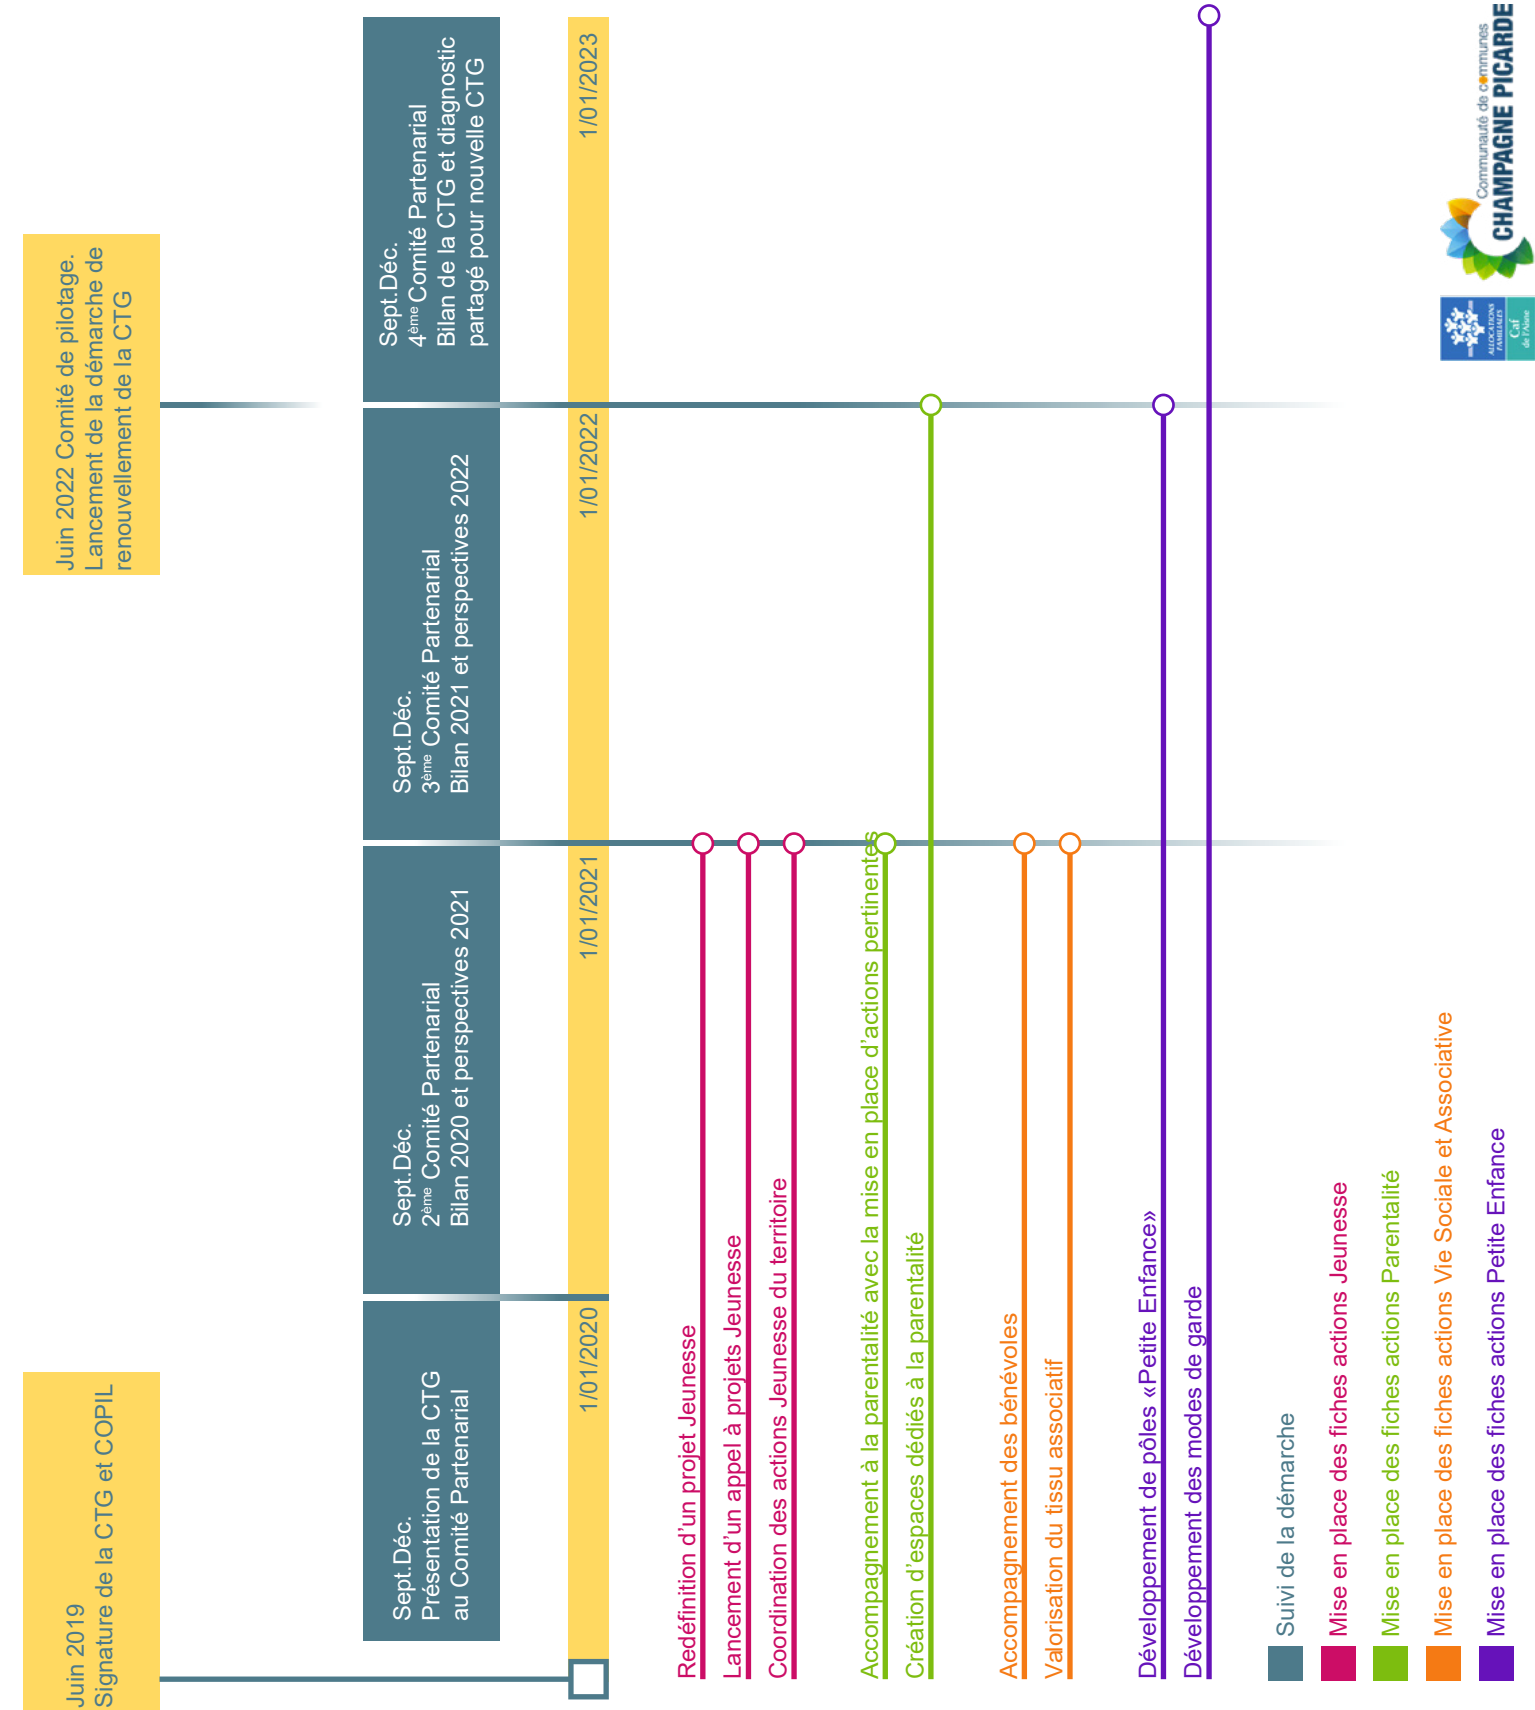 Juin 2019
Signature de la CTG et COPIL
Juin 2022 Comité de pilotage.
Lancement de la démarche de
renouvellement de la CTG
Sept.Déc.
Présentation de la CTG
au Comité Partenarial
Sept.Déc.
2ème Comité Partenarial
Bilan 2020 et perspectives 2021
Sept.Déc.
3ème Comité Partenarial
Bilan 2021 et perspectives 2022
Sept.Déc.
4ème Comité Partenarial
Bilan de la CTG et diagnostic
partagé pour nouvelle CTG
1/01/2020
1/01/2021
1/01/2022
1/01/2023
Redéfinition d’un projet Jeunesse
Lancement d’un appel à projets Jeunesse
Coordination des actions Jeunesse du territoire
Accompagnement à la parentalité avec la mise en place d’actions pertinentes
Création d’espaces dédiés à la parentalité
Accompagnement des bénévoles
Valorisation du tissu associatif
Développement de pôles «Petite Enfance»
Développement des modes de garde
Suivi de la démarche
Mise en place des fiches actions Jeunesse
Mise en place des fiches actions Parentalité
Mise en place des fiches actions Vie Sociale et Associative
Mise en place des fiches actions Petite Enfance
ALLOCATIONS
FAMILIALES
Caf
de l'Aisne
Communauté de communes
CHAMPAGNE PICARDE